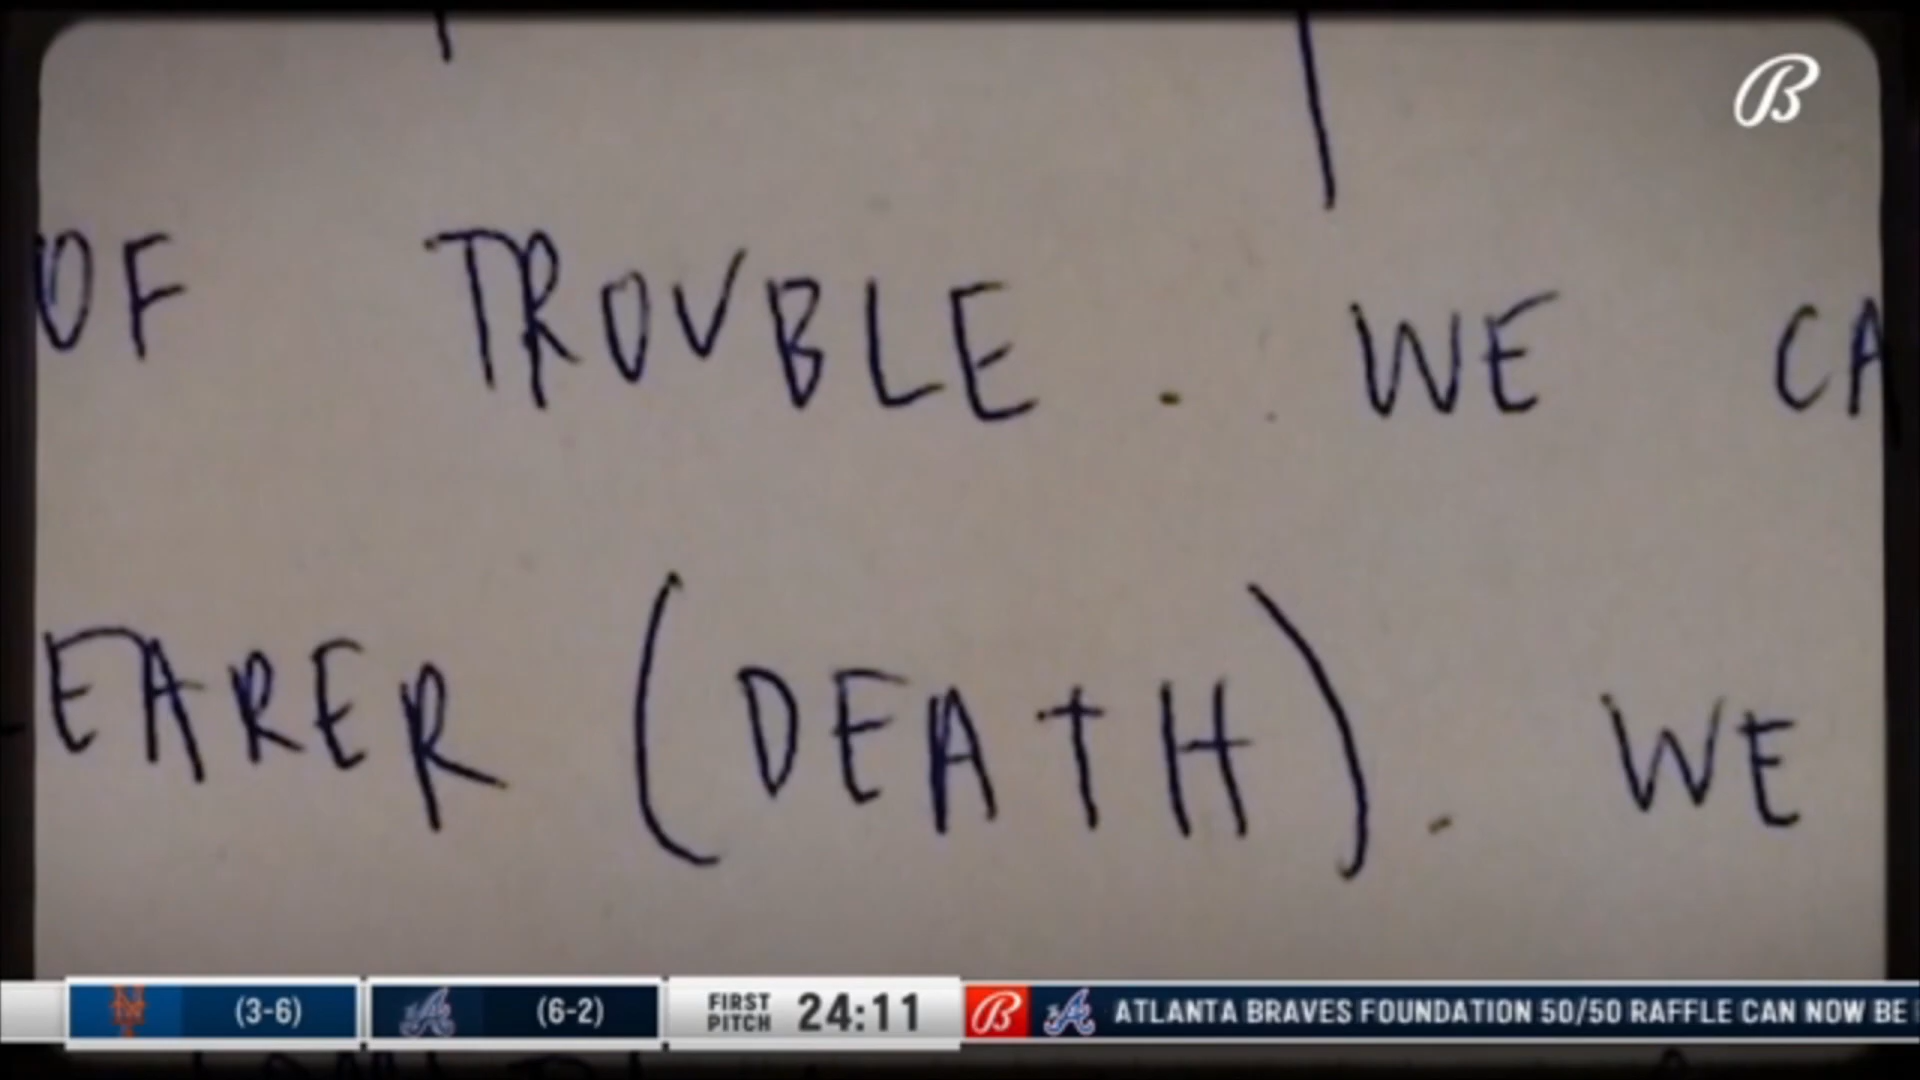 B
OF TROUBLE. WE CA
EARER (DEATH). WE
NY (3-6) A (6-2) FIRST PITCH 24:11 B A ATLANTA BRAVES FOUNDATION 50/50 RAFFLE CAN NOW BE